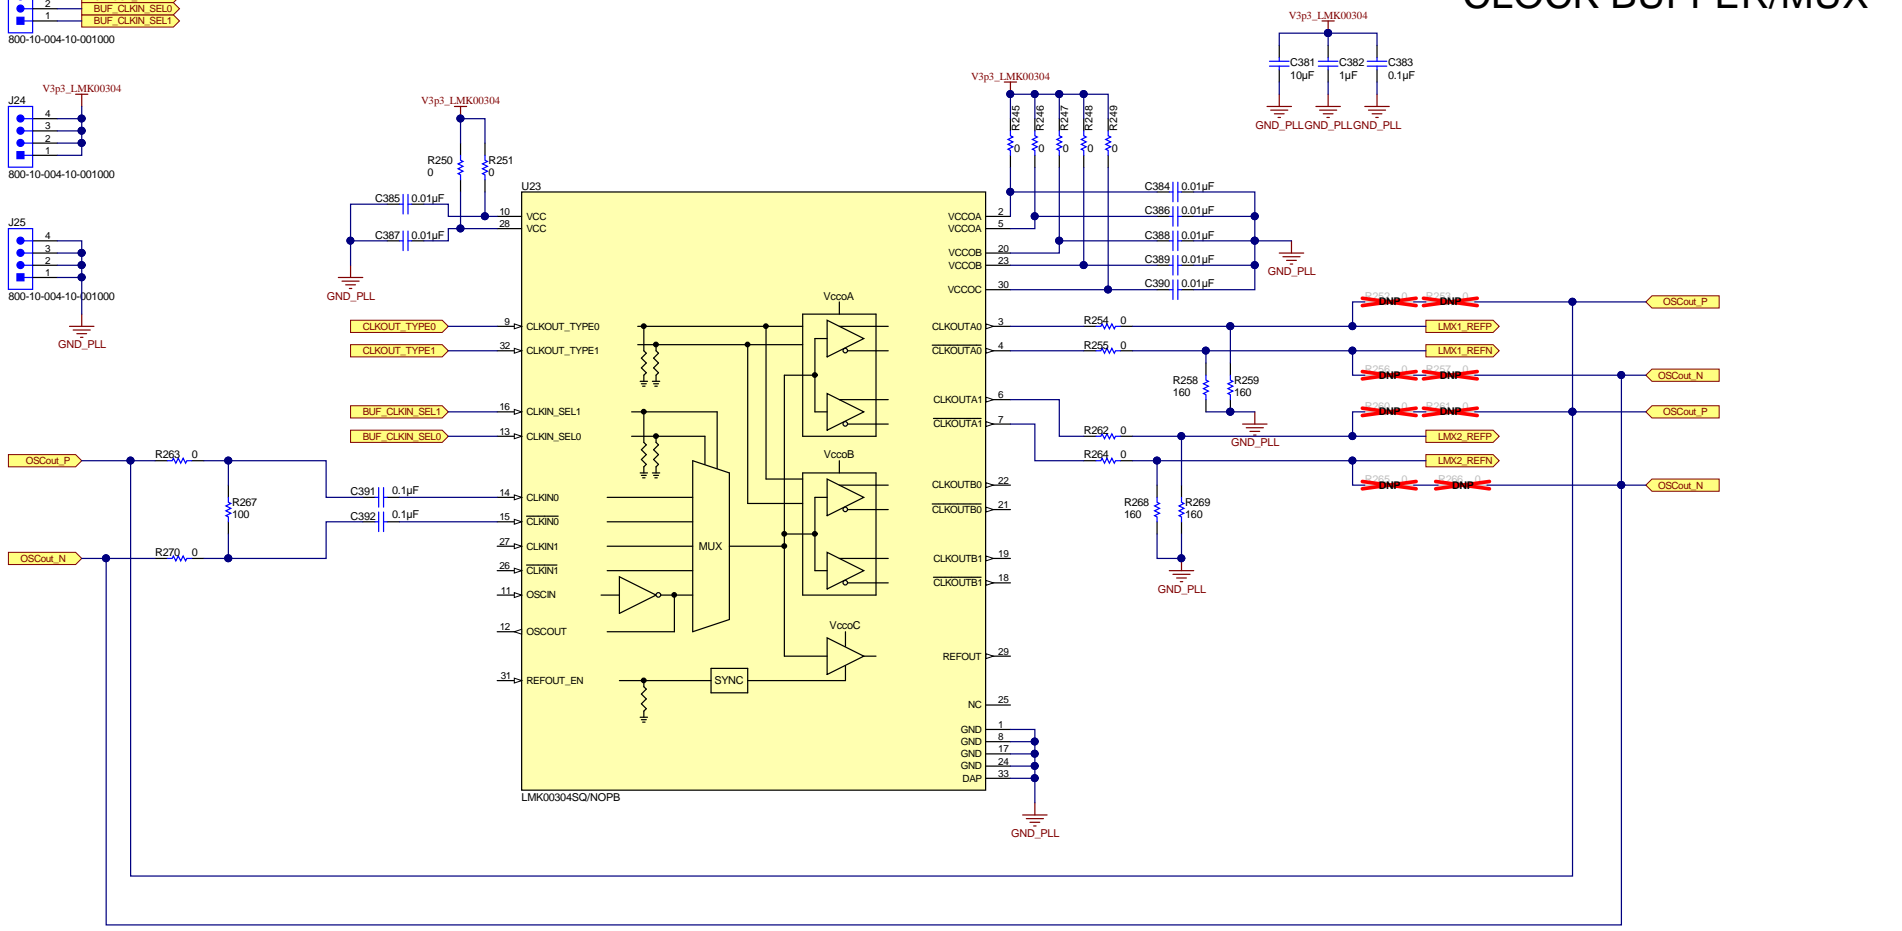 CLOCK BUFFER/MUX
2 BUF_CLKIN_SEL0
1 BUF_CLKIN_SEL1
800-10-004-10-001000
V3p3_LMK00304
J24
4
3
2
1
800-10-004-10-001000
J25
4
3
2
1
800-10-004-10-001000
GND_PLL
V3p3_LMK00304
R250 0
R251 0
C385 0.01µF
C387 0.01µF
GND_PLL
V3p3_LMK00304
R245 0
R246 0
R247 0
R248 0
R249 0
V3p3_LMK00304
C381 10µF
C382 1µF
C383 0.1µF
GND_PLL GND_PLL GND_PLL
C384 0.01µF
C386 0.01µF
C388 0.01µF
C389 0.01µF
C390 0.01µF
GND_PLL
U23
10 VCC
28 VCC
CLKOUT_TYPE0 9 CLKOUT_TYPE0
CLKOUT_TYPE1 32 CLKOUT_TYPE1
BUF_CLKIN_SEL1 16 CLKIN_SEL1
BUF_CLKIN_SEL0 13 CLKIN_SEL0
14 CLKIN0
15 CLKIN0
27 CLKIN1
26 CLKIN1
11 OSCIN
12 OSCOUT
31 REFOUT_EN
VccoA
VccoB
VccoC
MUX
SYNC
VCCOA 2
VCCOA 5
VCCOB 20
VCCOB 23
VCCOC 30
CLKOUTA0 3
CLKOUTA0 4
CLKOUTA1 6
CLKOUTA1 7
CLKOUTB0 22
CLKOUTB0 21
CLKOUTB1 19
CLKOUTB1 18
REFOUT 29
NC 25
GND 1
GND 8
GND 17
GND 24
DAP 33
GND_PLL
LMK00304SQ/NOPB
OSCout_P
R263 0
R267 100
C391 0.1µF
C392 0.1µF
OSCout_N
R270 0
R254 0
R255 0
R258 160
R259 160
GND_PLL
R262 0
R264 0
R268 160
R269 160
GND_PLL
DNP DNP OSCout_P
LMX1_REFP
LMX1_REFN
R256 0 DNP R257 0 DNP OSCout_N
DNP DNP OSCout_P
LMX2_REFP
LMX2_REFN
DNP DNP OSCout_N